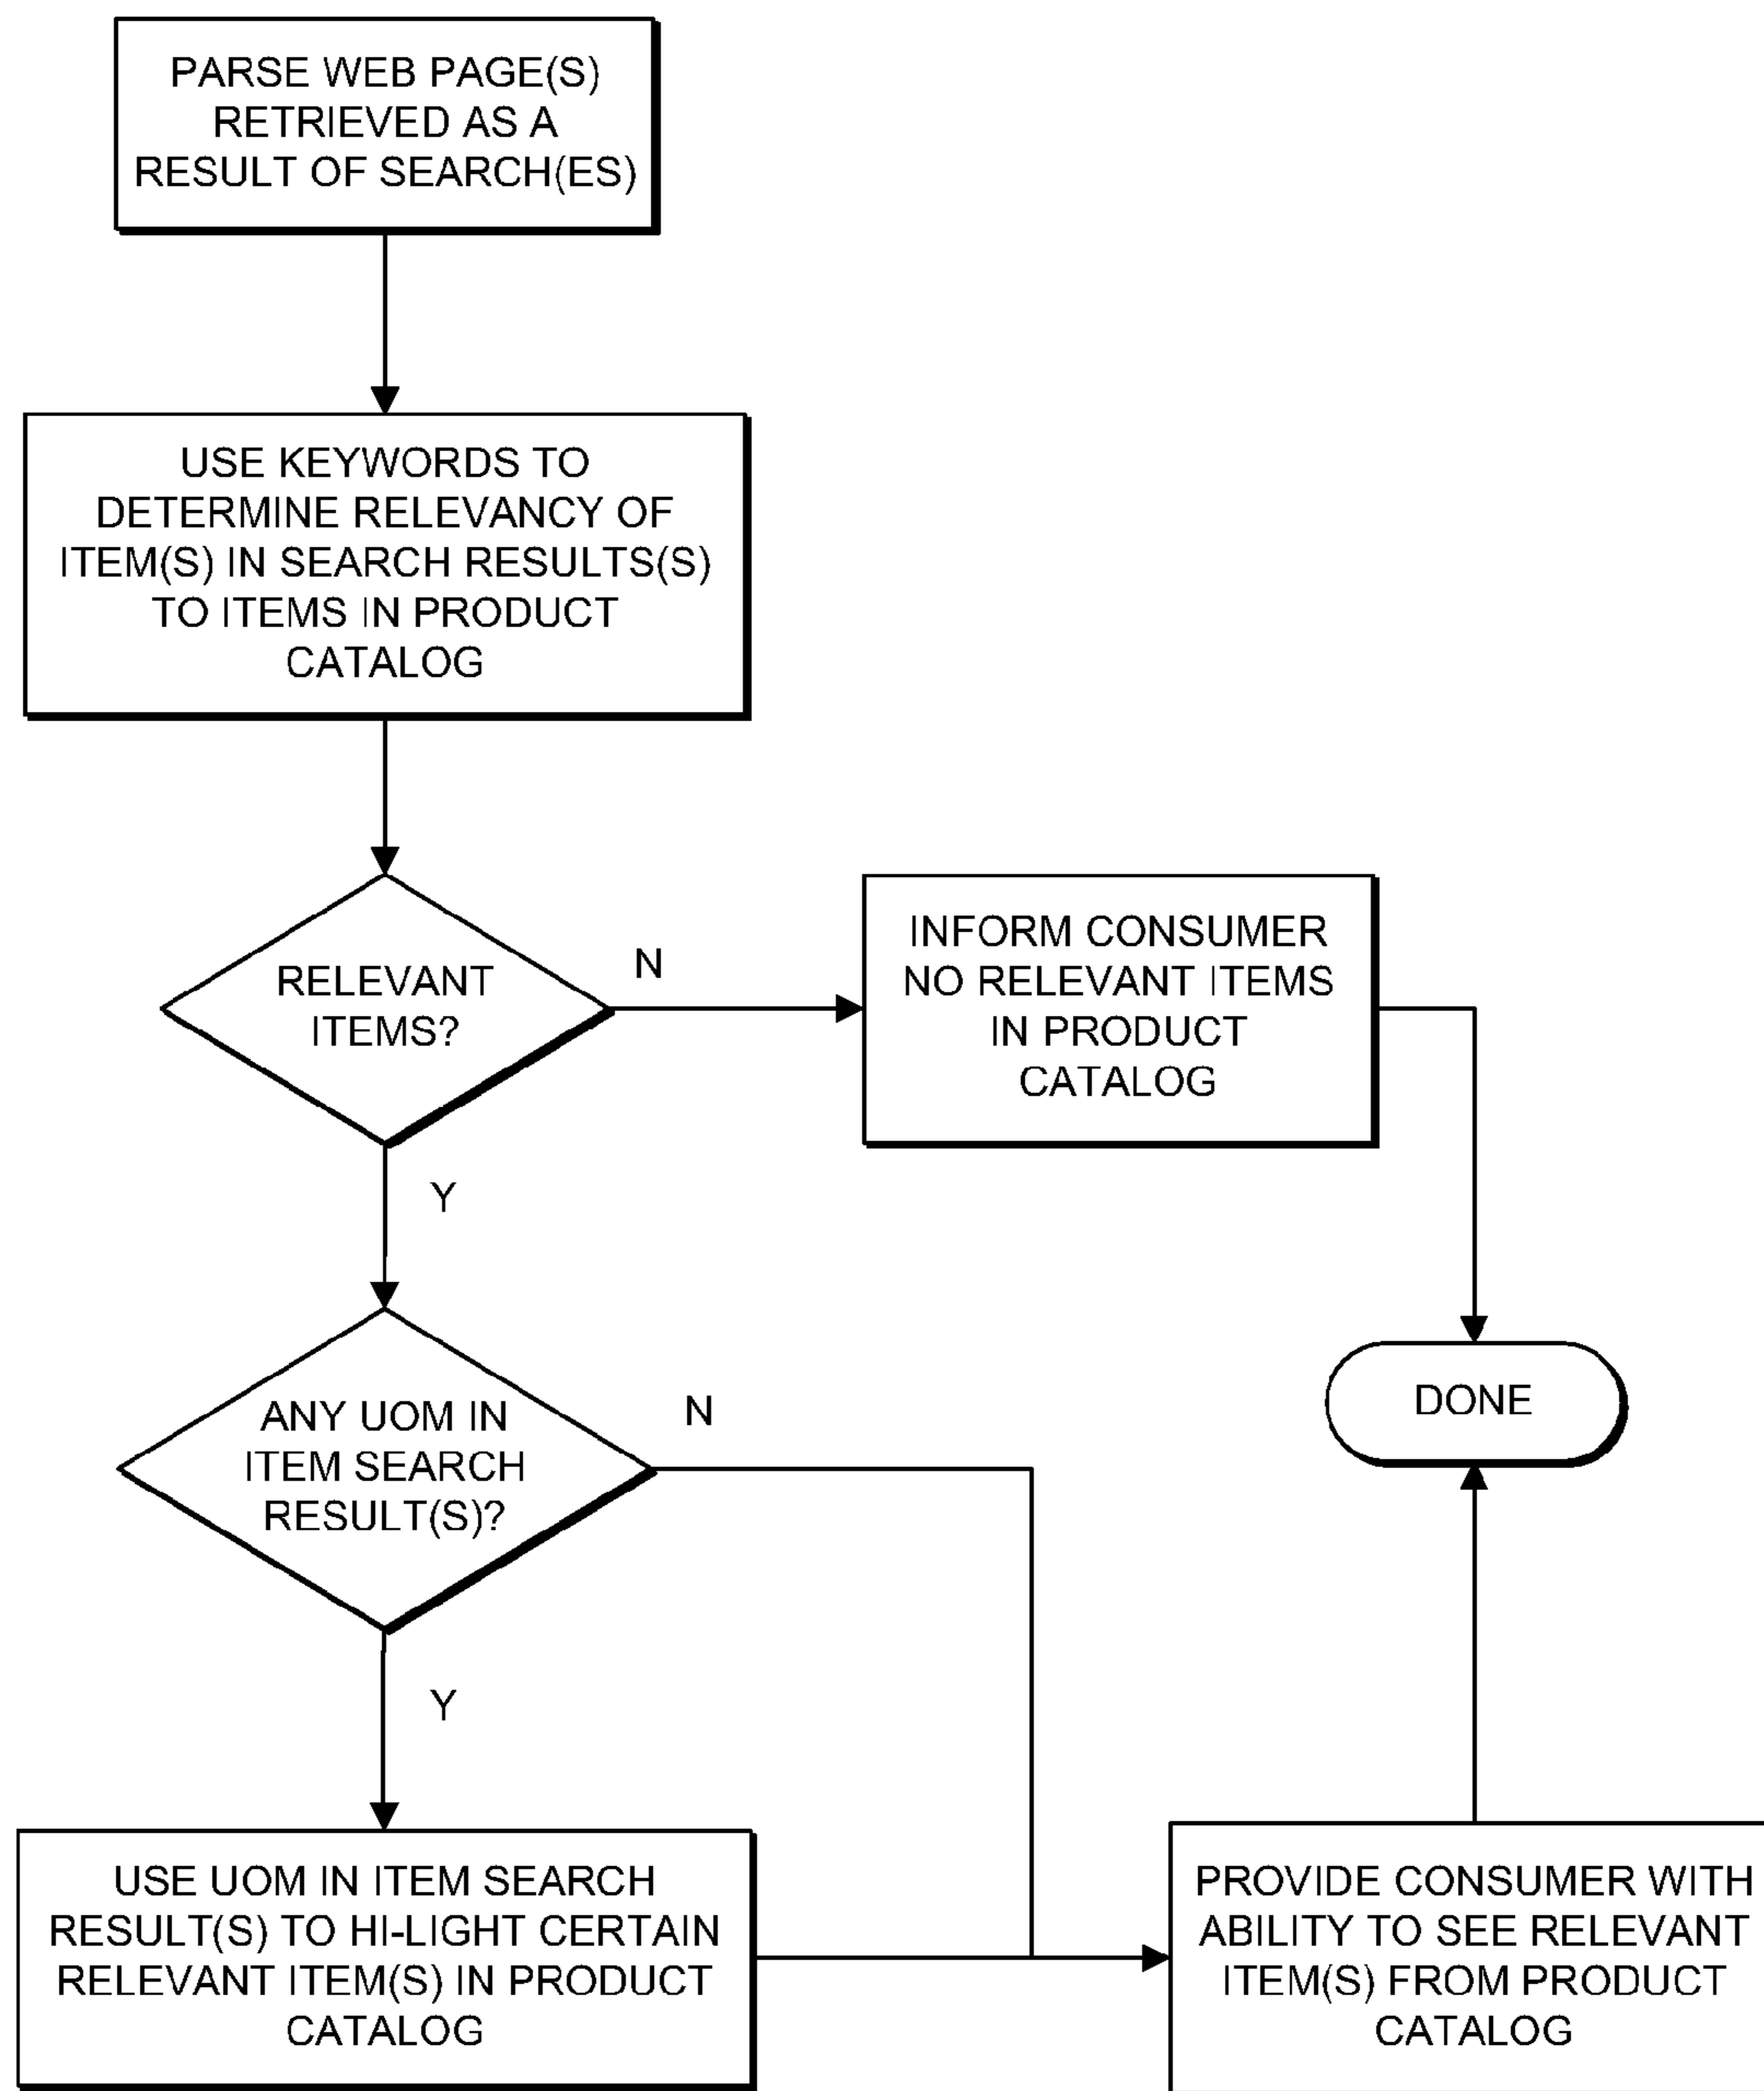 PARSE WEB PAGE(S)
RETRIEVED AS A
RESULT OF SEARCH(ES)
USE KEYWORDS TO
DETERMINE RELEVANCY OF
ITEM(S) IN SEARCH RESULTS(S)
TO ITEMS IN PRODUCT
CATALOG
RELEVANT
ITEMS?
N
INFORM CONSUMER
NO RELEVANT ITEMS
IN PRODUCT
CATALOG
Y
ANY UOM IN
ITEM SEARCH
RESULT(S)?
N
DONE
Y
USE UOM IN ITEM SEARCH
RESULT(S) TO HI-LIGHT CERTAIN
RELEVANT ITEM(S) IN PRODUCT
CATALOG
PROVIDE CONSUMER WITH
ABILITY TO SEE RELEVANT
ITEM(S) FROM PRODUCT
CATALOG